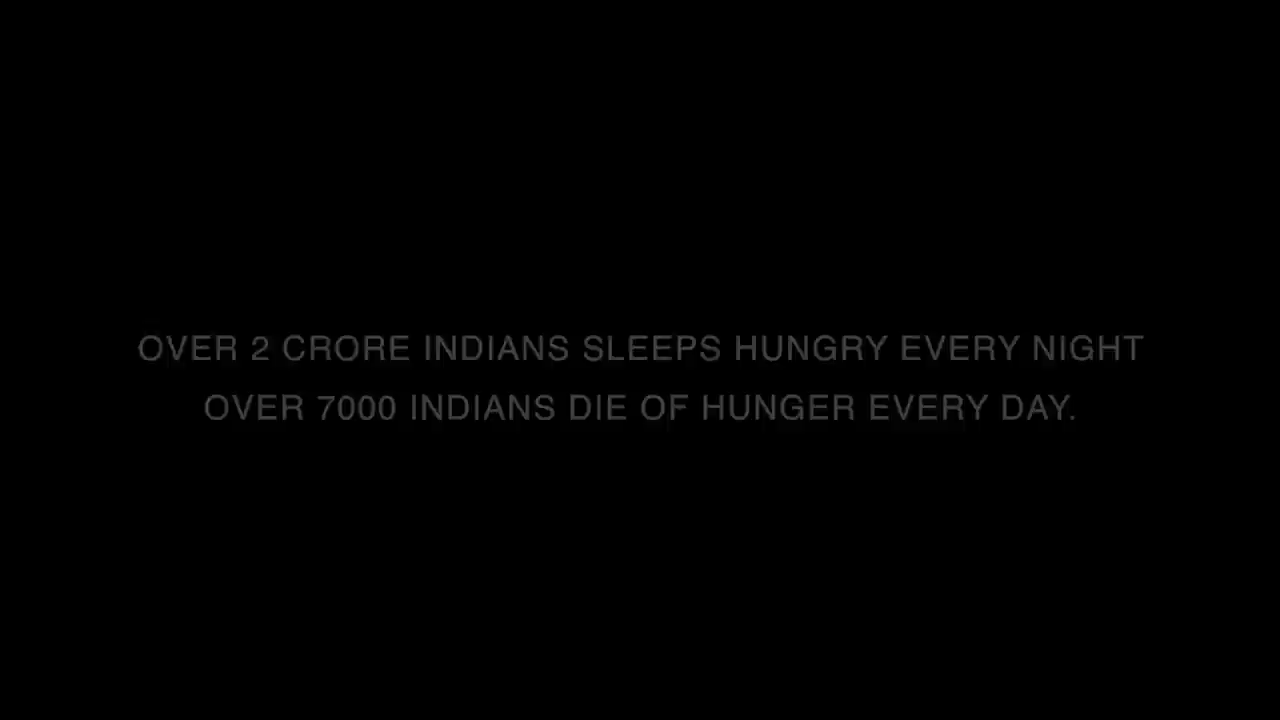 OVER 2 CRORE INDIANS SLEEPS HUNGRY EVERY NIGHT
OVER 7000 INDIANS DIE OF HUNGER EVERY DAY.